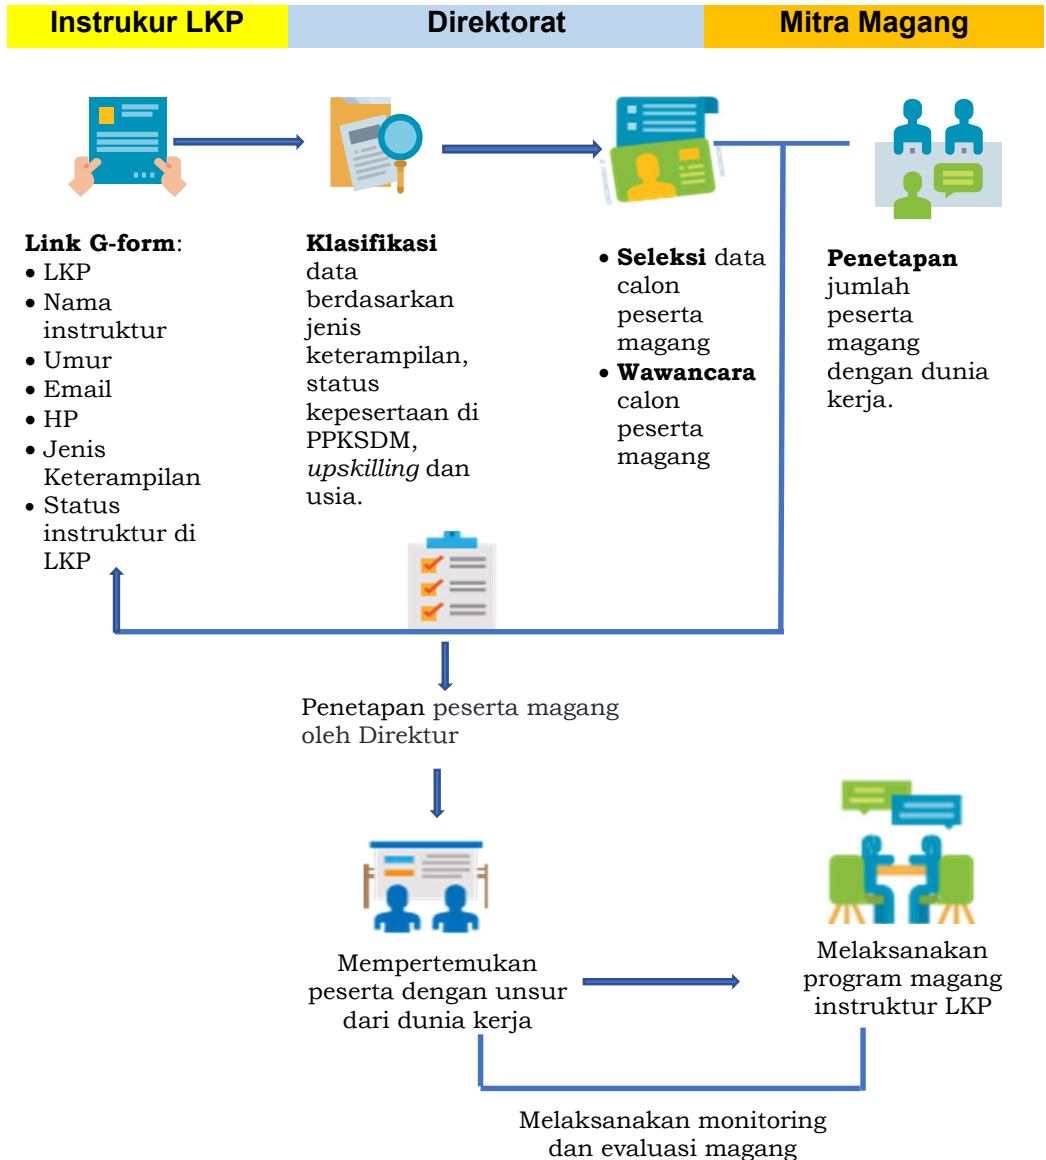 Instrukur LKP
Direktorat
Mitra Magang
Link G-form:
• LKP
• Nama
instruktur
• Umur
• Email
• HP
• Jenis
Keterampilan
• Status
instruktur di
LKP
Klasifikasi
data
berdasarkan
jenis
keterampilan,
status
kepesertaan di
PPKSDM,
upskilling dan
usia.
• Seleksi data
calon
peserta
magang
• Wawancara
calon
peserta
magang
Penetapan
jumlah
peserta
magang
dengan dunia
kerja.
Penetapan peserta magang
oleh Direktur
Mempertemukan
peserta dengan unsur
dari dunia kerja
Melaksanakan
program magang
instruktur LKP
Melaksanakan monitoring
dan evaluasi magang